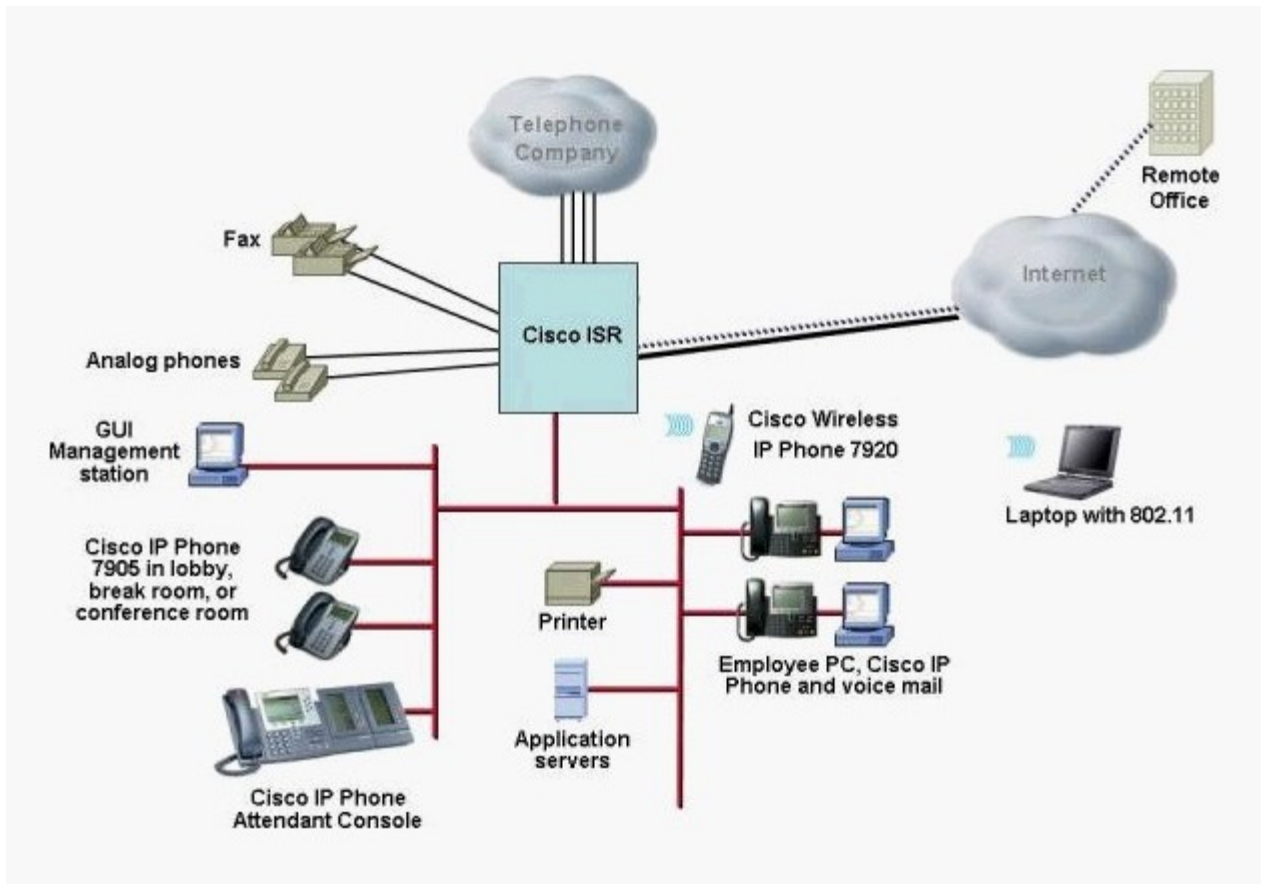 Telephone
Company
Remote
Office
Fax
Internet
Cisco ISR
Analog phones
GUI
Management
station
Cisco Wireless
IP Phone 7920
Laptop with 802.11
Cisco IP Phone
7905 in lobby,
break room, or
conference room
Printer
Employee PC, Cisco IP
Phone and voice mail
Application
servers
Cisco IP Phone
Attendant Console